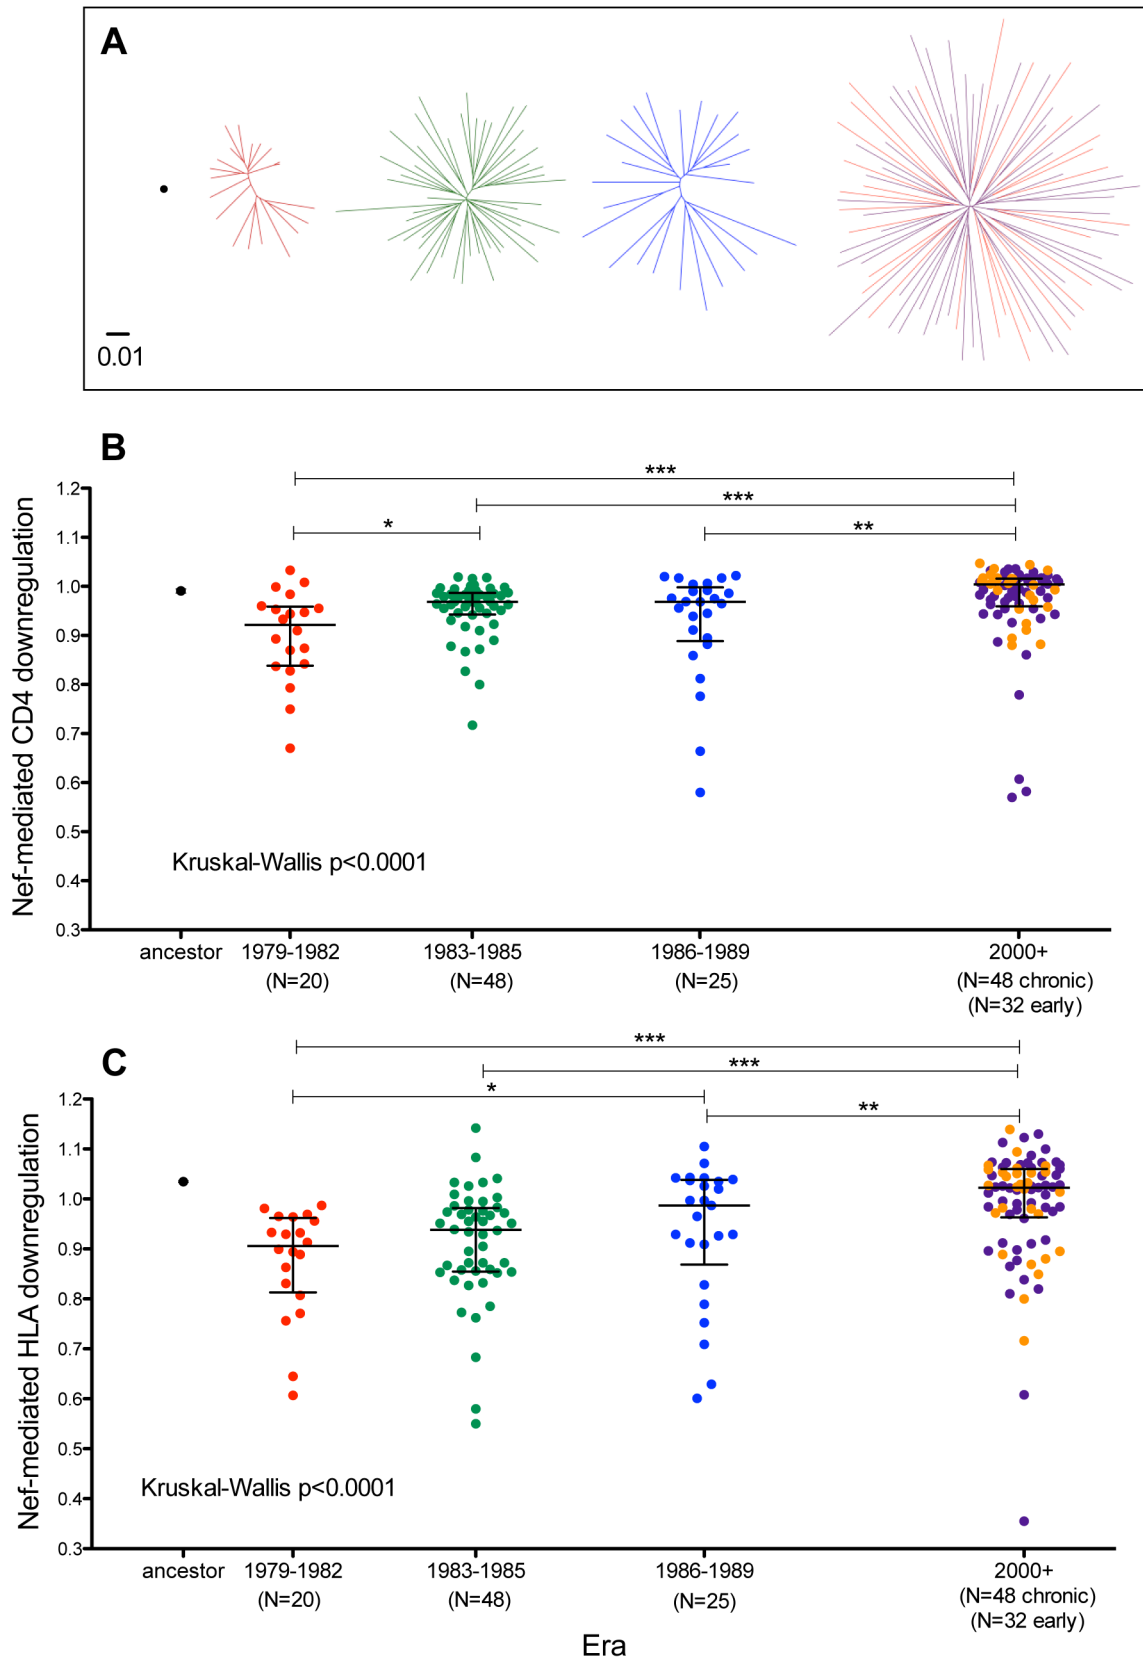 A
0.01
B
***
***
*
**
Nef-mediated CD4 downregulation
1.2
1.1
1.0
0.9
0.8
0.7
0.6
0.5
0.4
0.3
Kruskal-Wallis p<0.0001
ancestor 1979-1982 1983-1985 1986-1989 2000+
(N=20) (N=48) (N=25) (N=48 chronic)
(N=32 early)
C
***
***
*
**
Nef-mediated HLA downregulation
1.2
1.1
1.0
0.9
0.8
0.7
0.6
0.5
0.4
0.3
Kruskal-Wallis p<0.0001
ancestor 1979-1982 1983-1985 1986-1989 2000+
(N=20) (N=48) (N=25) (N=48 chronic)
(N=32 early)
Era